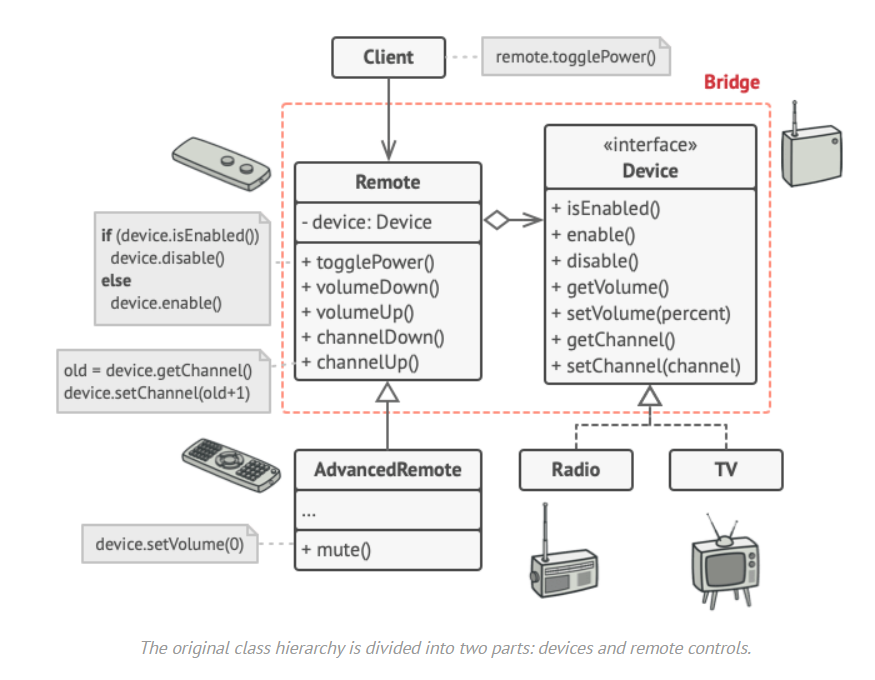 Client
remote.togglePower()
Bridge
«interface»
Device
+ isEnabled()
+ enable()
+ disable()
+ getVolume()
+ setVolume(percent)
+ getChannel()
+ setChannel(channel)
Remote
- device: Device
+ togglePower()
+ volumeDown()
+ volumeUp()
+ channelDown()
+ channelUp()
if (device.isEnabled())
device.disable()
else
device.enable()
old = device.getChannel()
device.setChannel(old+1)
AdvancedRemote
...
+ mute()
device.setVolume(0)
Radio
TV
The original class hierarchy is divided into two parts: devices and remote controls.